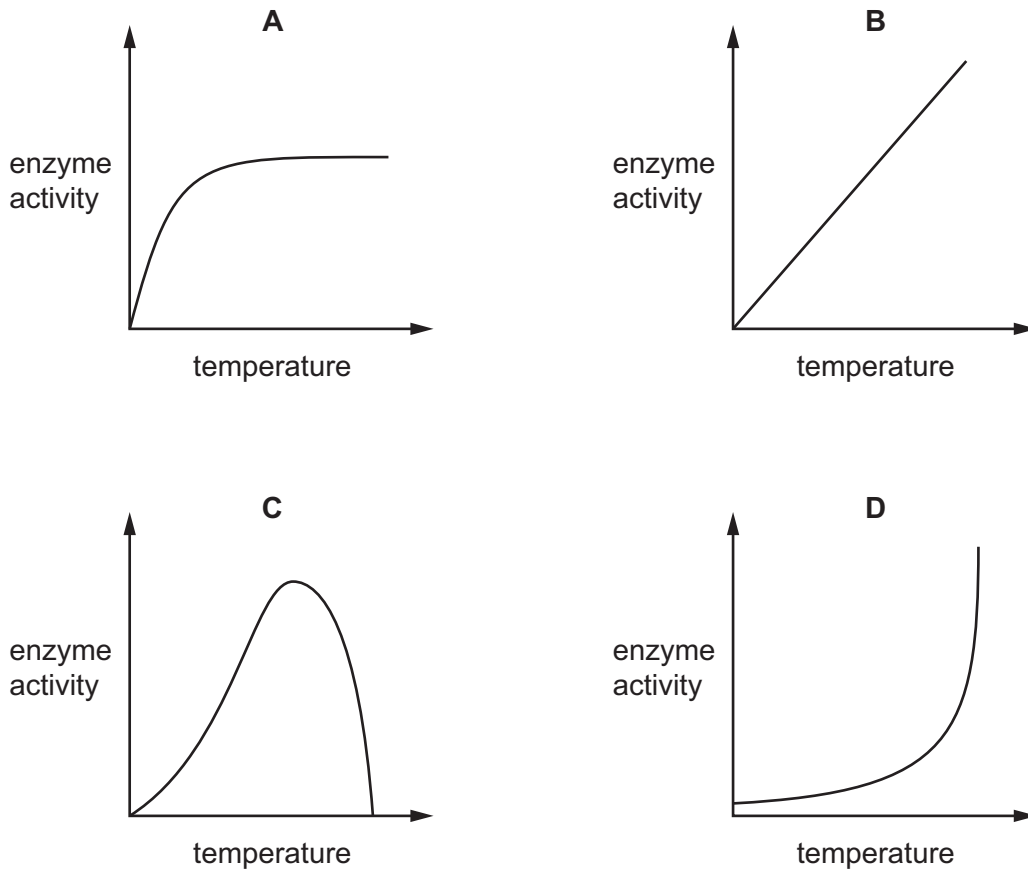 A
enzyme
activity
temperature
B
enzyme
activity
temperature
C
enzyme
activity
temperature
D
enzyme
activity
temperature